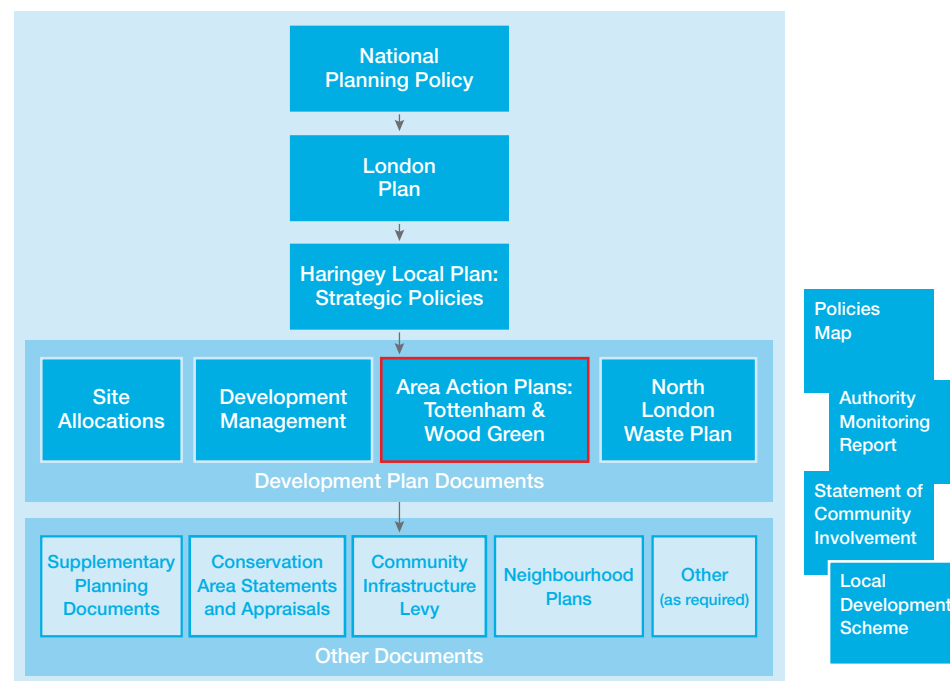 National
Planning Policy
London
Plan
Haringey Local Plan:
Strategic Policies
Site
Allocations
Development
Management
Area Action Plans:
Tottenham &
Wood Green
North
London
Waste Plan
Development Plan Documents
Supplementary
Planning
Documents
Conservation
Area Statements
and Appraisals
Community
Infrastructure
Levy
Neighbourhood
Plans
Other
(as required)
Other Documents
Policies
Map
Authority
Monitoring
Report
Statement of
Community
Involvement
Local
Development
Scheme